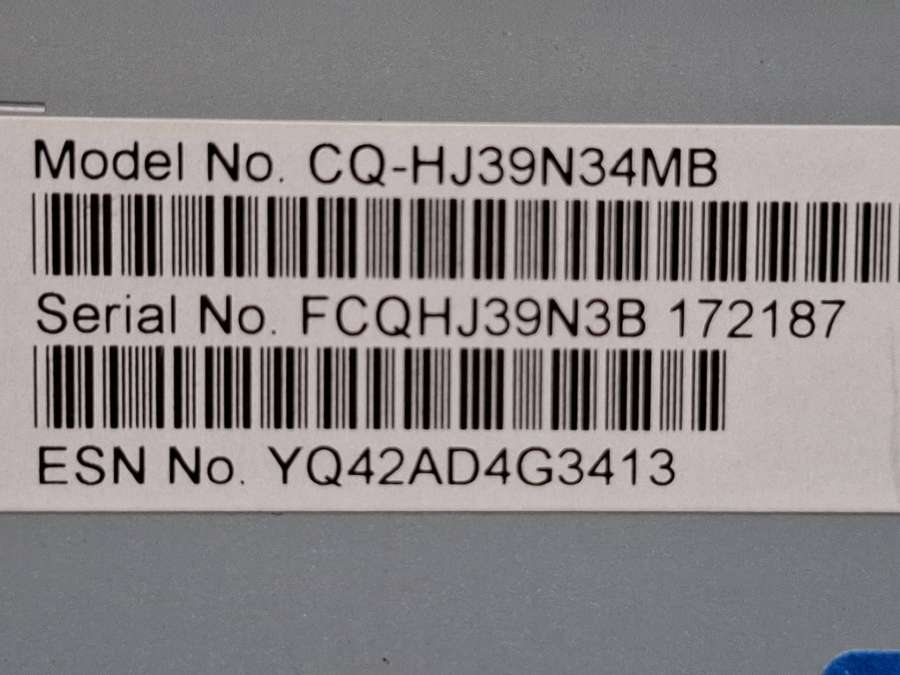 Model No. CQ-HJ39N34MB
Serial No. FCQHJ39N3B 172187
ESN No. YQ42AD4G3413